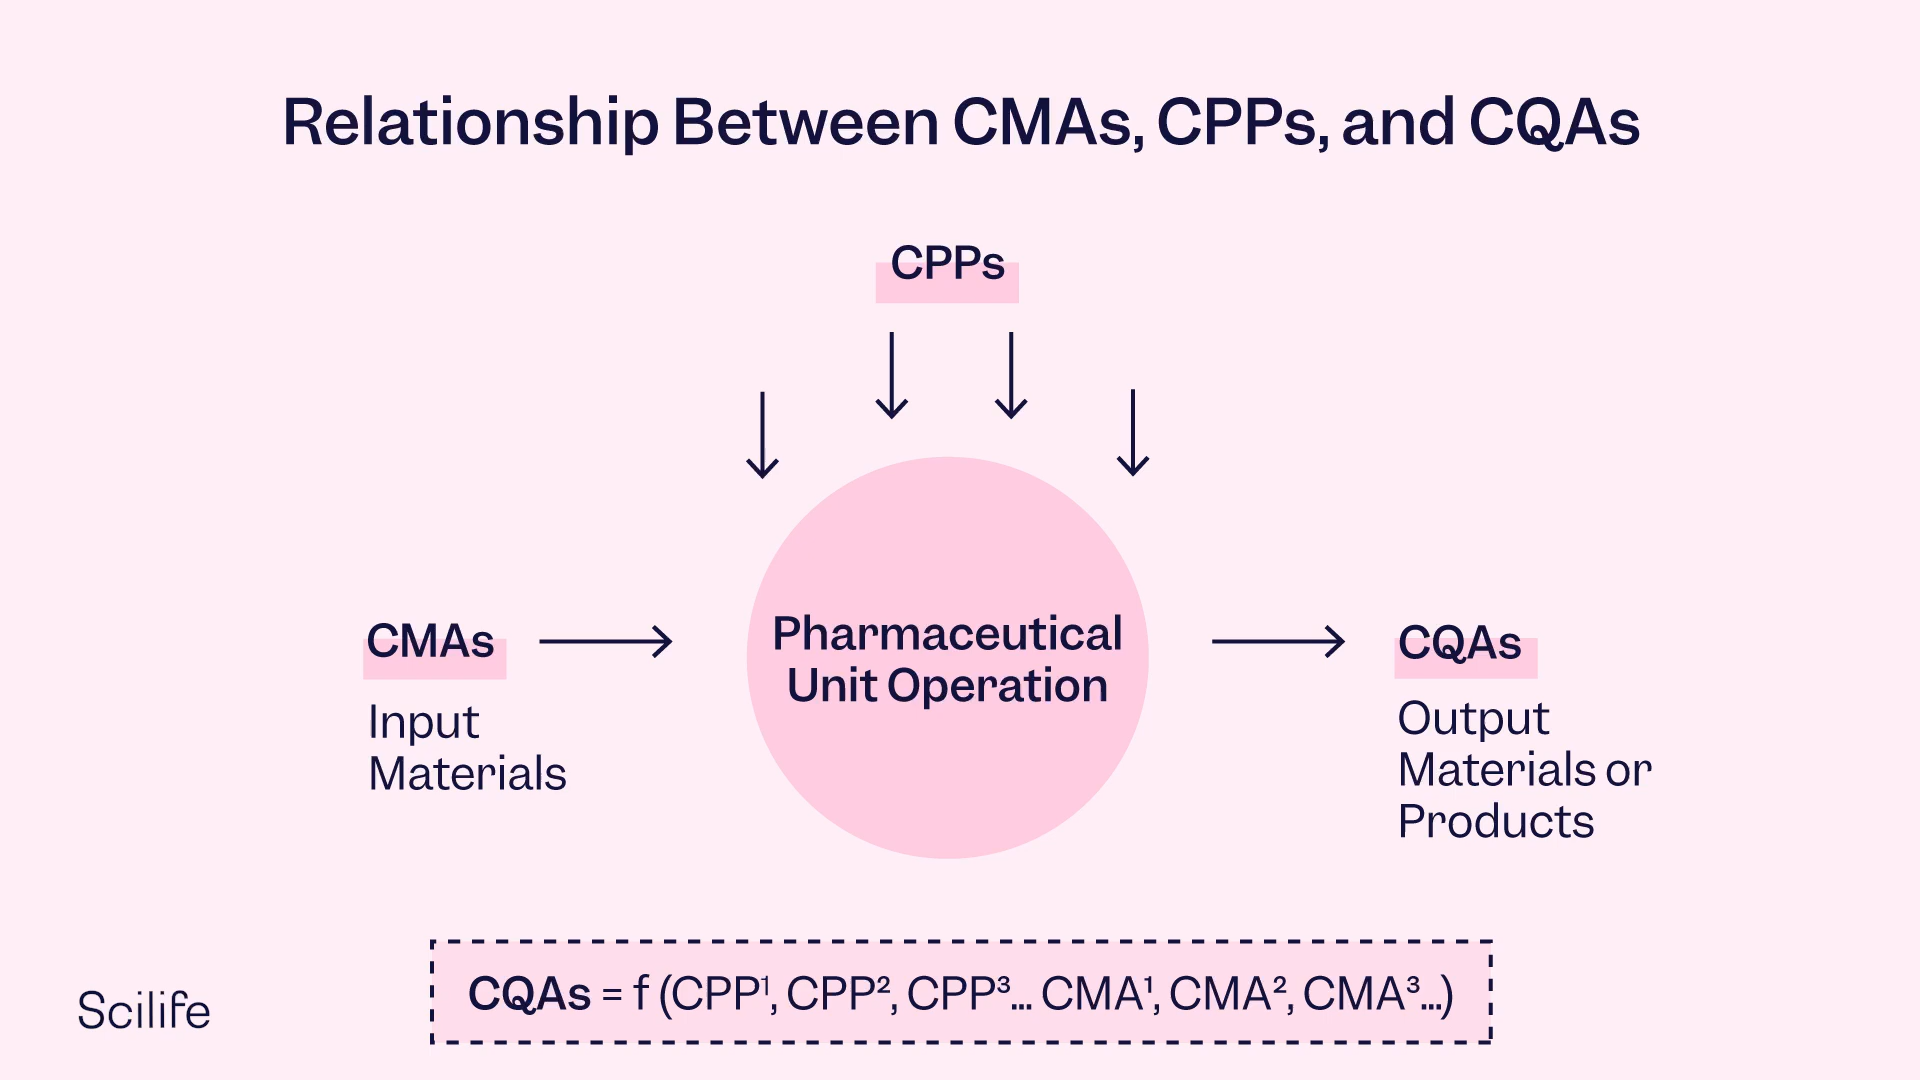 Relationship Between CMAs, CPPs, and CQAs
CPPs
CMAs
Input
Materials
Pharmaceutical
Unit Operation
CQAs
Output
Materials or
Products
CQAs = f (CPP¹, CPP², CPP³... CMA¹, CMA², CMA³...)
Scilife